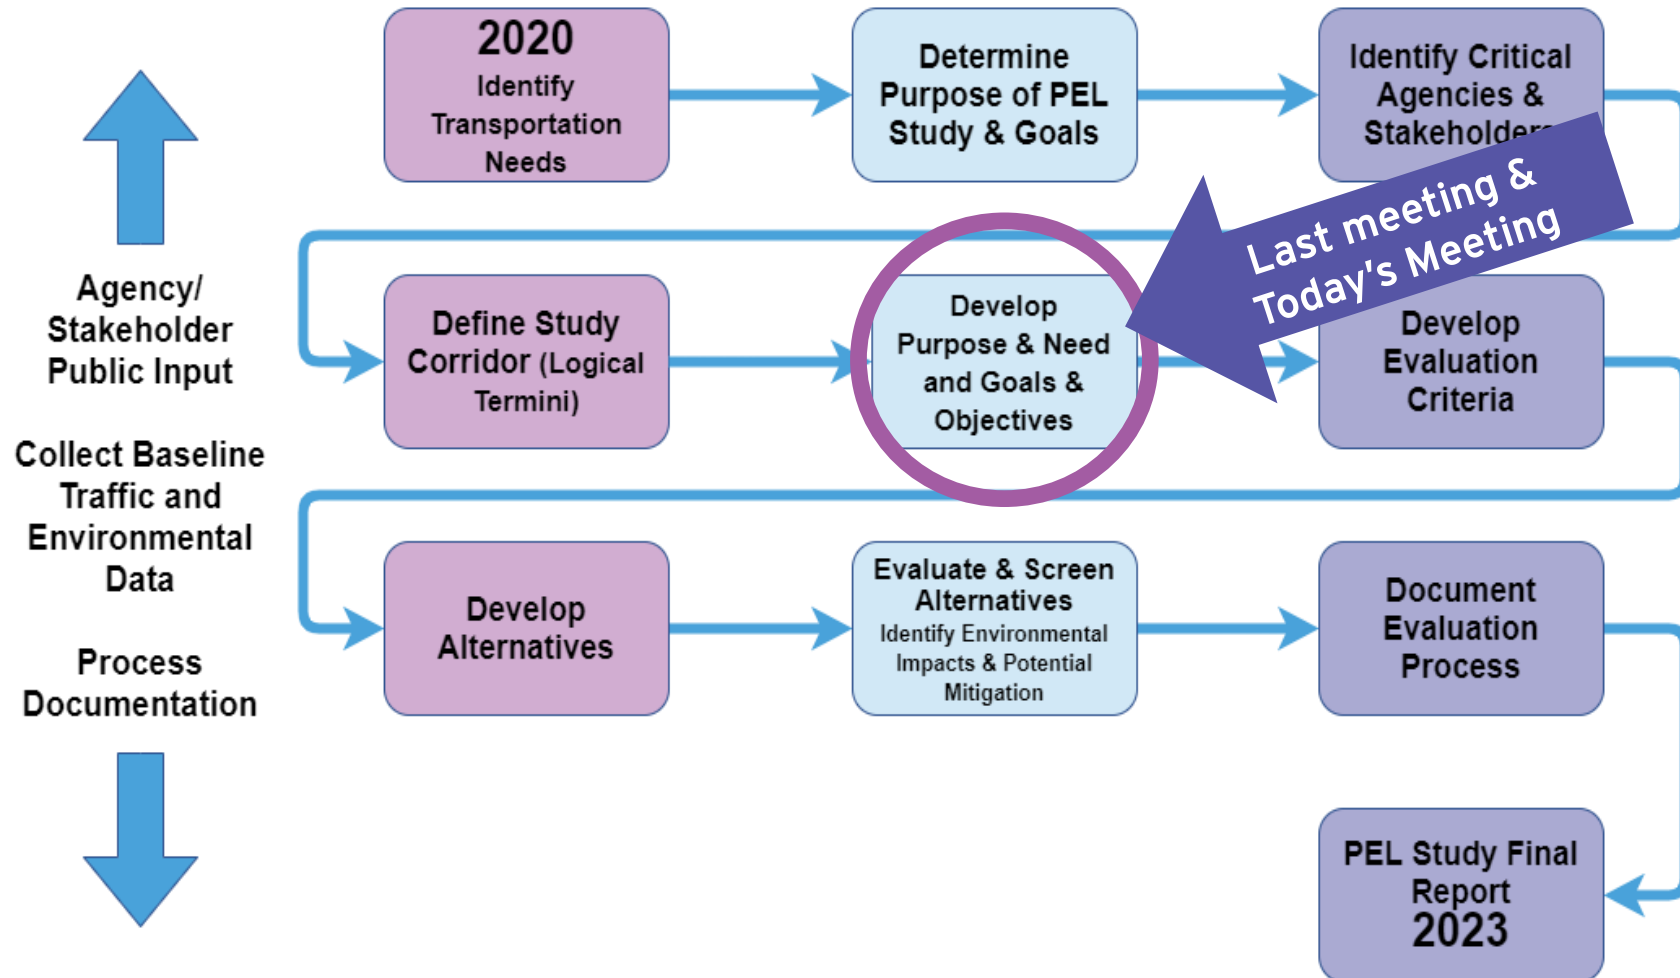 2020
Identify
Transportation
Needs
Determine
Purpose of PEL
Study & Goals
Identify Critical
Agencies &
Stakeholders
Last meeting &
Today's Meeting
Agency/
Stakeholder
Public Input
Collect Baseline
Traffic and
Environmental
Data
Process
Documentation
Define Study
Corridor (Logical
Termini)
Develop
Purpose & Need
and Goals &
Objectives
Develop
Evaluation
Criteria
Develop
Alternatives
Evaluate & Screen
Alternatives
Identify Environmental
Impacts & Potential
Mitigation
Document
Evaluation
Process
PEL Study Final
Report
2023